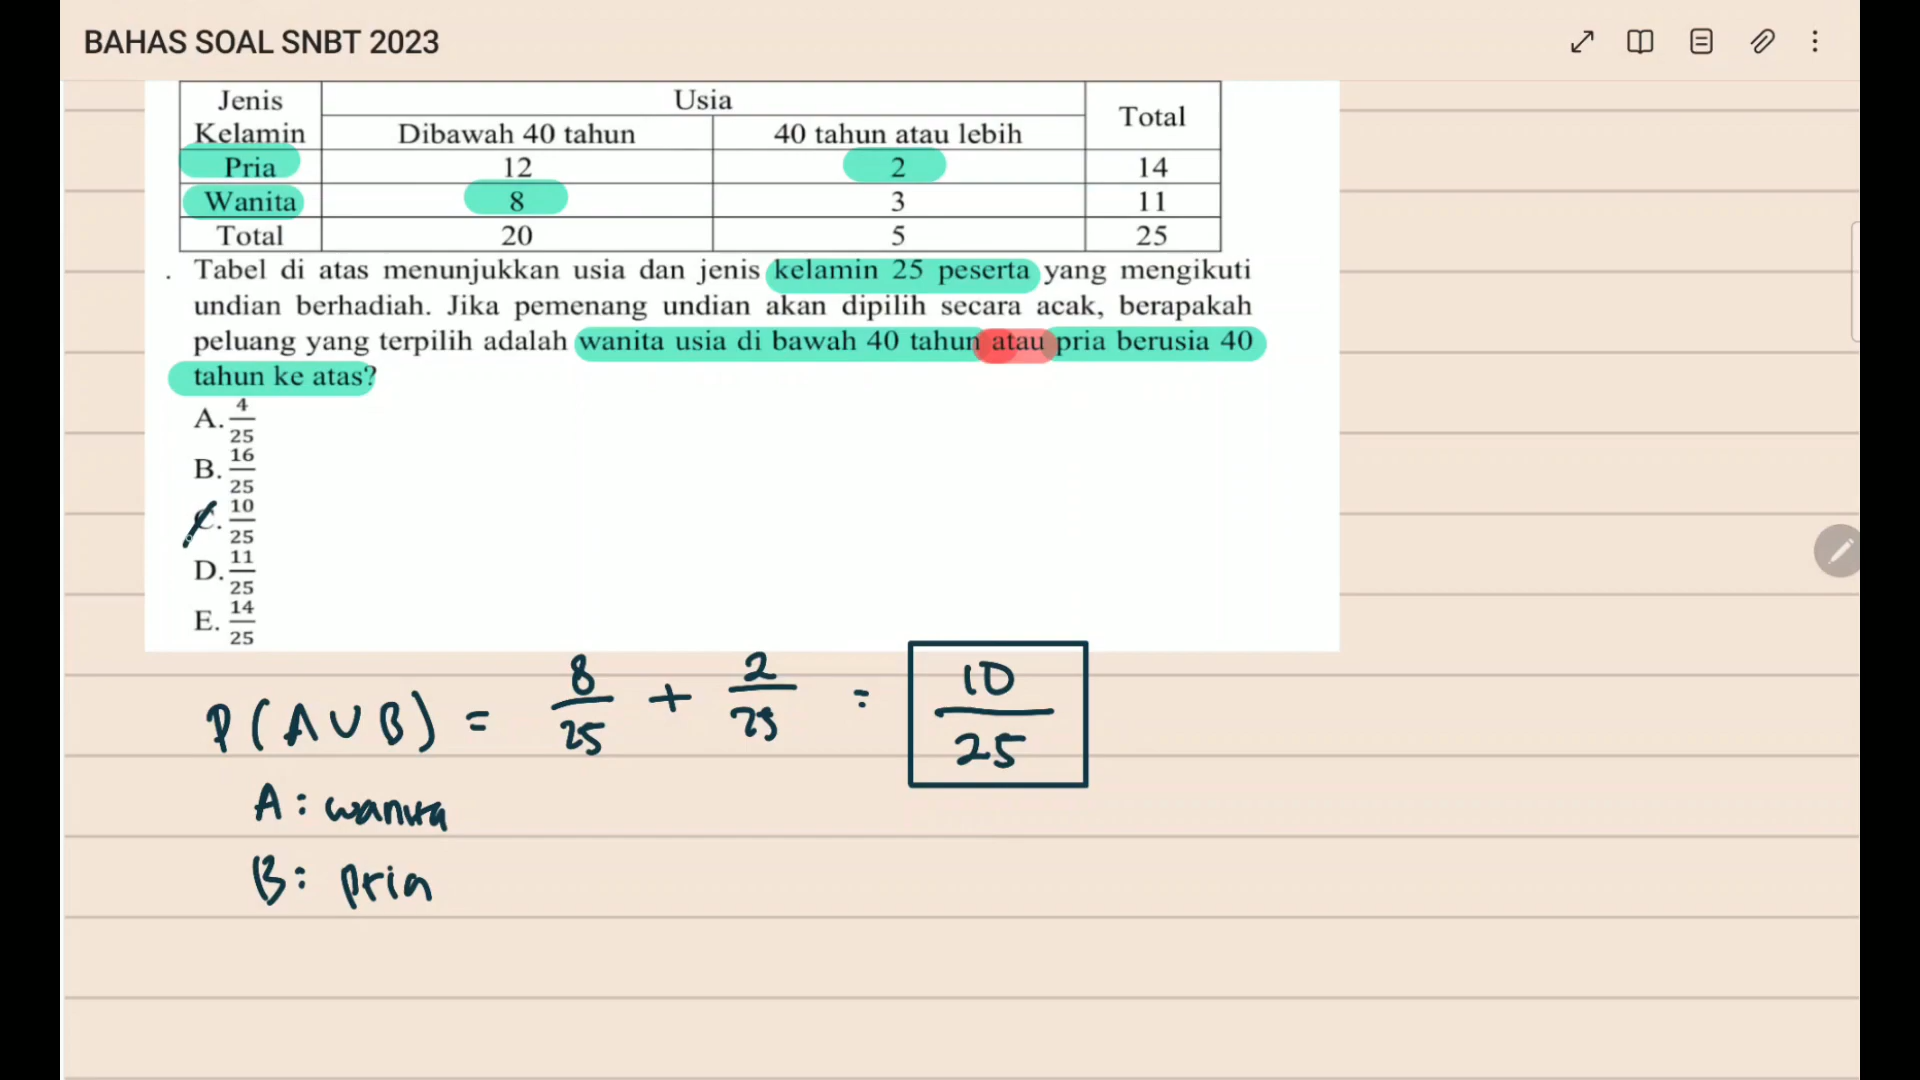 BAHAS SOAL SNBT 2023
Jenis Kelamin Usia Total
Dibawah 40 tahun 40 tahun atau lebih
Pria 12 2 14
Wanita 8 3 11
Total 20 5 25
. Tabel di atas menunjukkan usia dan jenis kelamin 25 peserta yang mengikuti
undian berhadiah. Jika pemenang undian akan dipilih secara acak, berapakah
peluang yang terpilih adalah wanita usia di bawah 40 tahun atau pria berusia 40
tahun ke atas?
A. 4/25
B. 16/25
C. 10/25
D. 11/25
E. 14/25
P(A∪B) = 8/25 + 2/25 = 10/25
A: wanita
B: pria